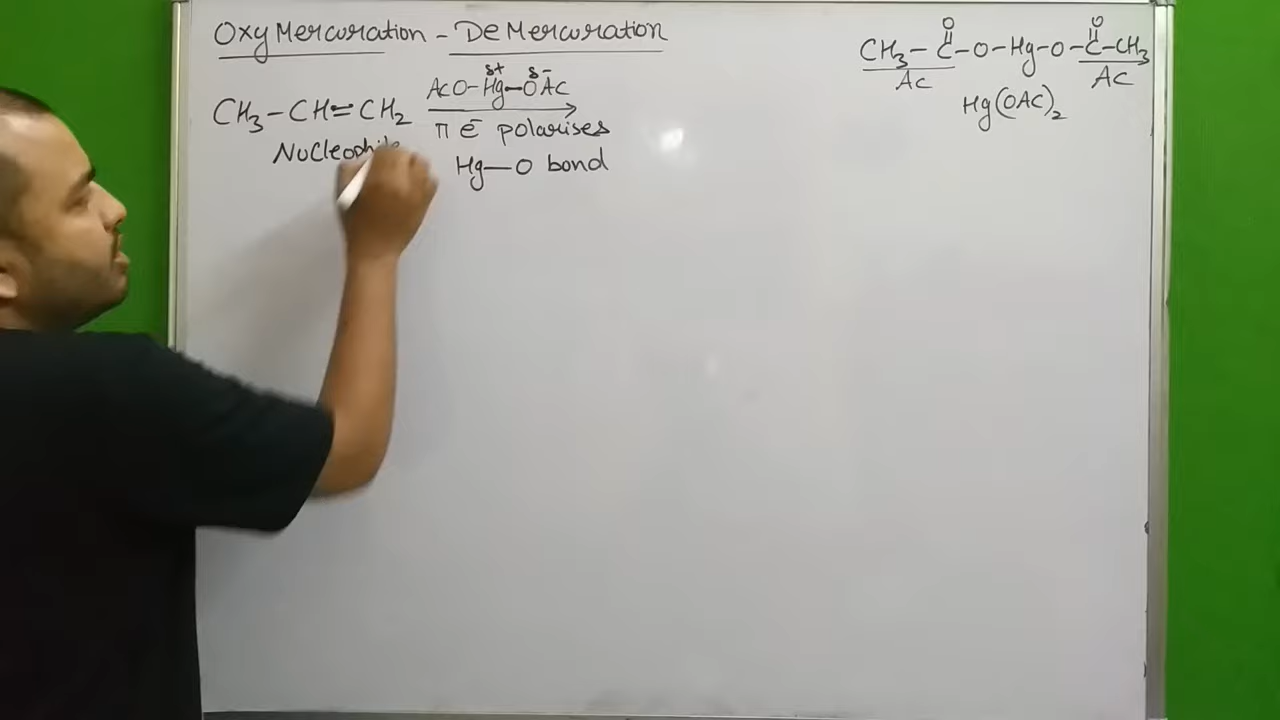 OxyMercuration - DeMercuration
CH₃-CH=CH₂
Nucleophile
δ+ δ-
AcO-Hg-OAc
π e⁻ polarises
Hg-O bond
O O
CH₃-C-O-Hg-O-C-CH₃
Ac Ac
Hg(OAc)₂